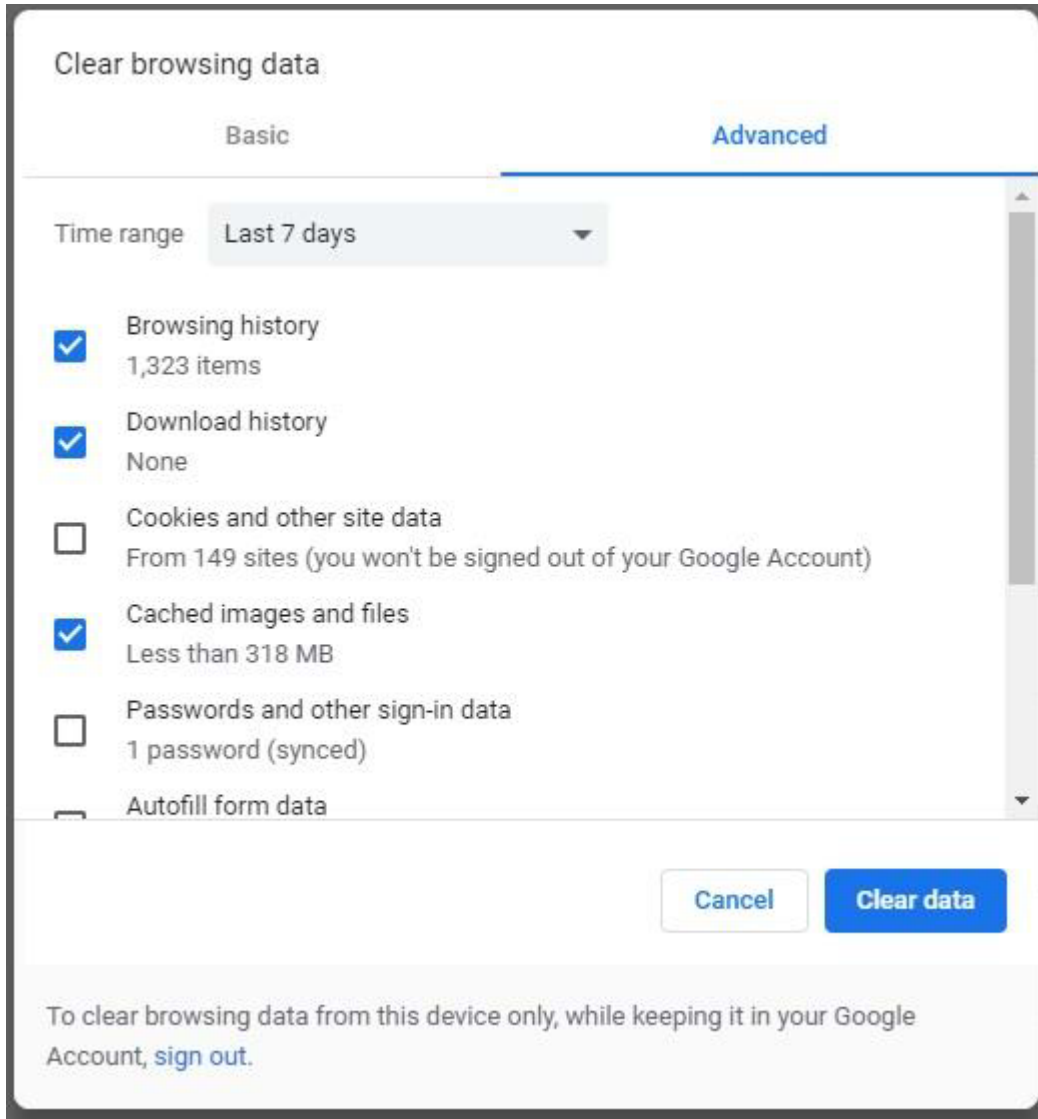 Clear browsing data
Basic
Advanced
Time range
Last 7 days
Browsing history
1,323 items
Download history
None
Cookies and other site data
From 149 sites (you won't be signed out of your Google Account)
Cached images and files
Less than 318 MB
Passwords and other sign-in data
1 password (synced)
Autofill form data
Cancel
Clear data
To clear browsing data from this device only, while keeping it in your Google
Account, sign out.